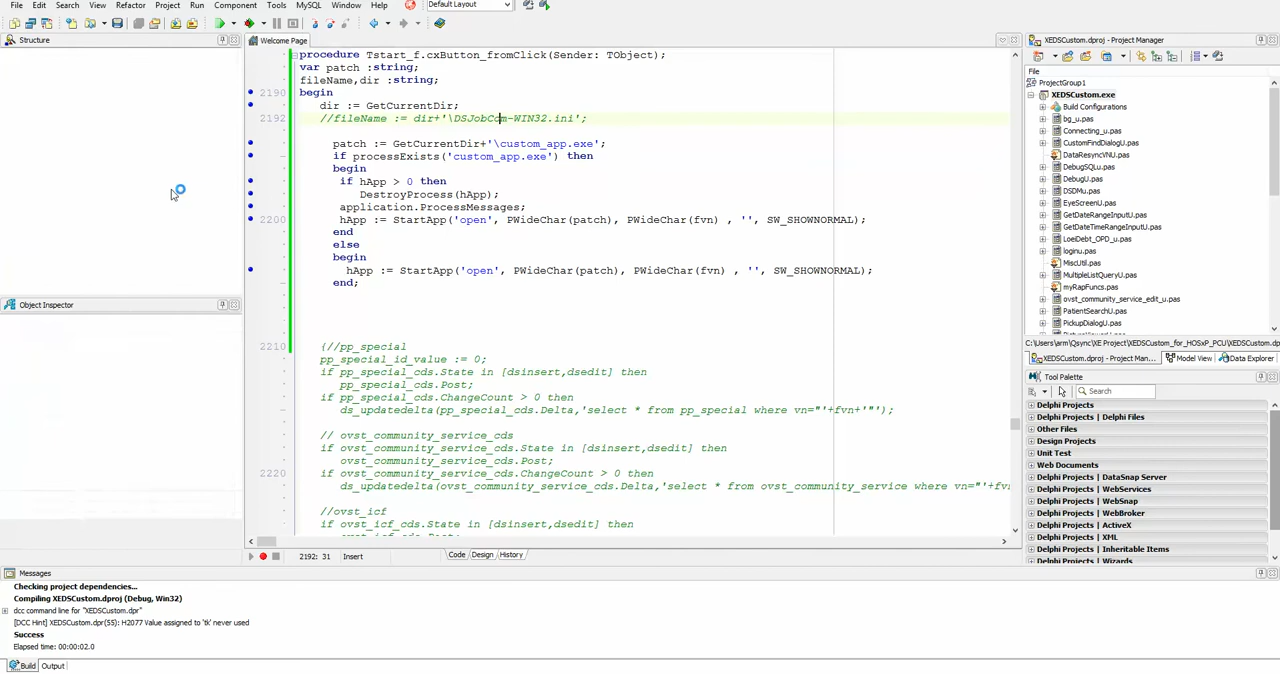 File Edit Search View Refactor Project Run Component Tools MySQL Window Help Default Layout
Structure
Welcome Page
procedure Tstart_f.cxButton_fromClick(Sender: TObject);
var patch :string;
fileName,dir :string;
2190 begin
dir := GetCurrentDir;
2192 //fileName := dir+'\DSJobCom-WIN32.ini';
patch := GetCurrentDir+'\custom_app.exe';
if processExists('custom_app.exe') then
begin
if hApp > 0 then
DestroyProcess(hApp);
application.ProcessMessages;
2200 hApp := StartApp('open', PWideChar(patch), PWideChar(fvn) , '', SW_SHOWNORMAL);
end
else
begin
hApp := StartApp('open', PWideChar(patch), PWideChar(fvn) , '', SW_SHOWNORMAL);
end;
2210 {//pp_special
pp_special_id_value := 0;
if pp_special_cds.State in [dsinsert,dsedit] then
pp_special_cds.Post;
if pp_special_cds.ChangeCount > 0 then
ds_updatedelta(pp_special_cds.Delta,'select * from pp_special where vn="'+fvn+'"');
// ovst_community_service_cds
if ovst_community_service_cds.State in [dsinsert,dsedit] then
ovst_community_service_cds.Post;
2220 if ovst_community_service_cds.ChangeCount > 0 then
ds_updatedelta(ovst_community_service_cds.Delta,'select * from ovst_community_service where vn="'+fvn
//ovst_icf
if ovst_icf_cds.State in [dsinsert,dsedit] then
2192: 31 Insert Code Design History
Object Inspector
XEDSCustom.dproj - Project Manager
File
ProjectGroup1
XEDSCustom.exe
Build Configurations
bg_u.pas
Connecting_u.pas
CustomFindDialogU.pas
DataResyncVNU.pas
DebugSQLu.pas
DebugU.pas
DSDMu.pas
EyeScreenU.pas
GetDateRangeInputU.pas
GetDateTimeRangeInputU.pas
LoeiDebt_OPD_u.pas
loginu.pas
MiscUtil.pas
MultipleListQueryU.pas
myRapFuncs.pas
ovst_community_service_edit_u.pas
PatientSearchU.pas
PickupDialogU.pas
C:\Users\arm\Qsync\XE Project\XEDSCustom_for_HOSxP_PCU\XEDSCustom.dp
XEDSCustom.dproj - Project Man... Model View Data Explorer
Tool Palette
Search
Delphi Projects
Delphi Projects | Delphi Files
Other Files
Design Projects
Unit Test
Web Documents
Delphi Projects | DataSnap Server
Delphi Projects | WebServices
Delphi Projects | WebSnap
Delphi Projects | WebBroker
Delphi Projects | ActiveX
Delphi Projects | XML
Delphi Projects | Inheritable Items
Delphi Projects | Wizards
Messages
Checking project dependencies...
Compiling XEDSCustom.dproj (Debug, Win32)
dcc command line for "XEDSCustom.dpr"
[DCC Hint] XEDSCustom.dpr(55): H2077 Value assigned to 'tk' never used
Success
Elapsed time: 00:00:02.0
Build Output